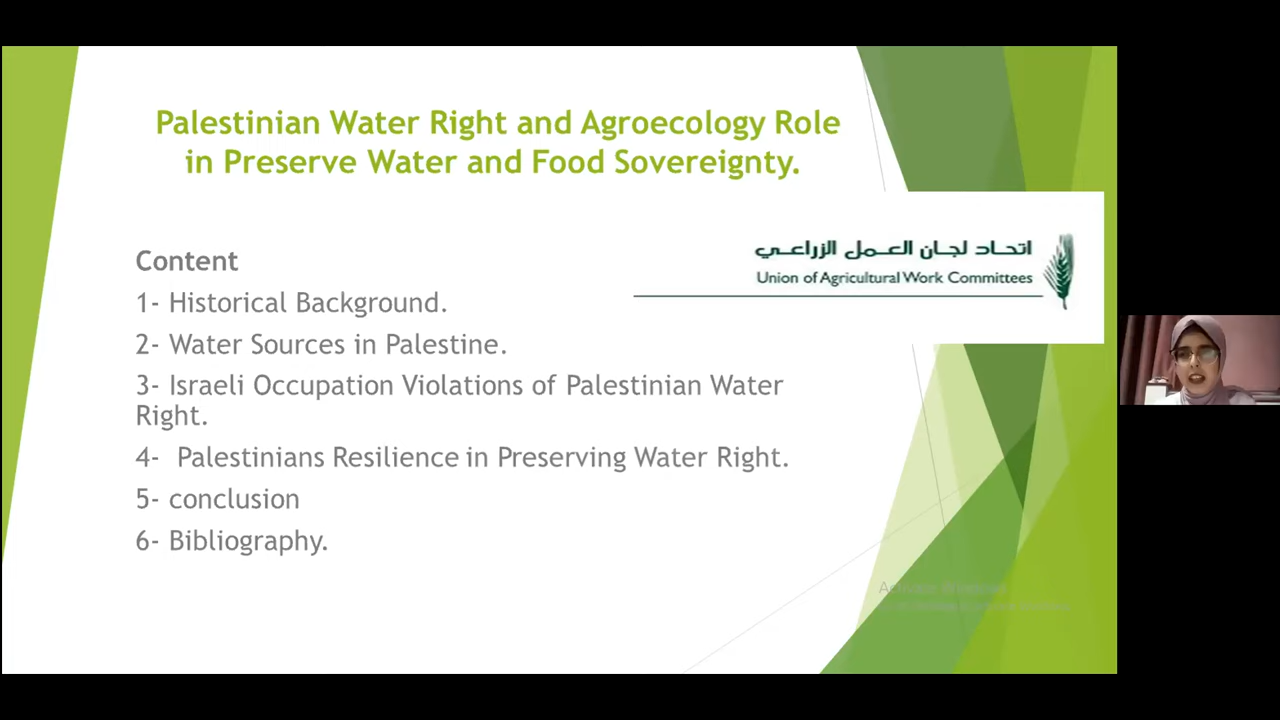 Palestinian Water Right and Agroecology Role
in Preserve Water and Food Sovereignty.
اتحاد لجان العمل الزراعي
Union of Agricultural Work Committees
Content
1- Historical Background.
2- Water Sources in Palestine.
3- Israeli Occupation Violations of Palestinian Water
Right.
4- Palestinians Resilience in Preserving Water Right.
5- conclusion
6- Bibliography.